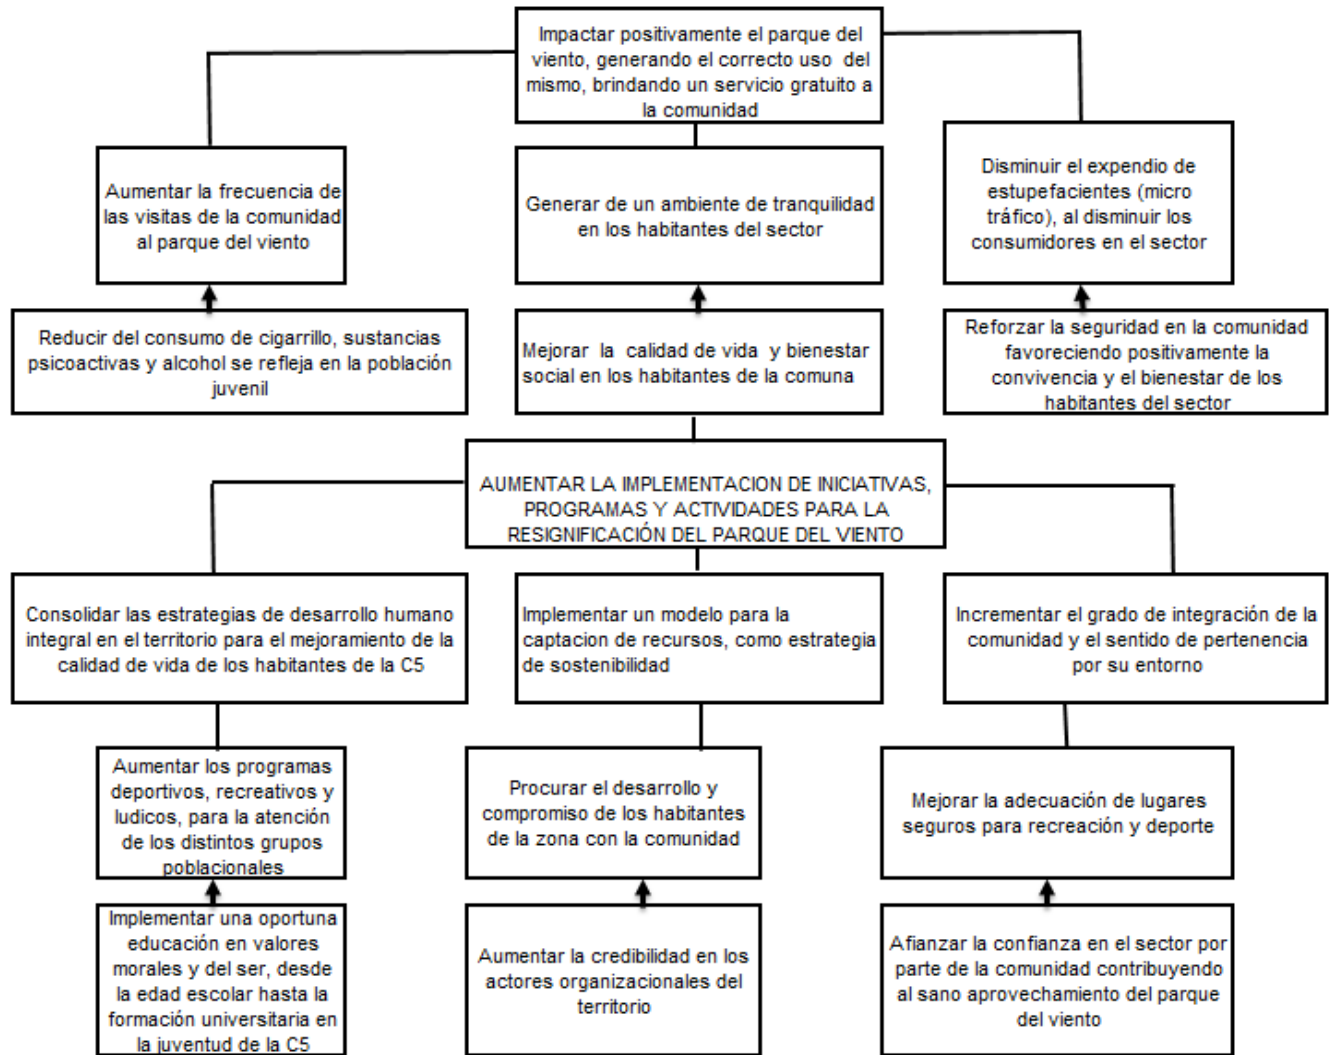 Impactar positivamente el parque del
viento, generando el correcto uso del
mismo, brindando un servicio gratuito a
la comunidad
Aumentar la frecuencia de
las visitas de la comunidad
al parque del viento
Generar de un ambiente de tranquilidad
en los habitantes del sector
Disminuir el expendio de
estupefacientes (micro
tráfico), al disminuir los
consumidores en el sector
Reducir del consumo de cigarrillo, sustancias
psicoactivas y alcohol se refleja en la población
juvenil
Mejorar la calidad de vida y bienestar
social en los habitantes de la comuna
Reforzar la seguridad en la comunidad
favoreciendo positivamente la
convivencia y el bienestar de los
habitantes del sector
AUMENTAR LA IMPLEMENTACION DE INICIATIVAS,
PROGRAMAS Y ACTIVIDADES PARA LA
RESIGNIFICACIÓN DEL PARQUE DEL VIENTO
Consolidar las estrategias de desarrollo humano
integral en el territorio para el mejoramiento de la
calidad de vida de los habitantes de la C5
Implementar un modelo para la
captacion de recursos, como estrategia
de sostenibilidad
Incrementar el grado de integración de la
comunidad y el sentido de pertenencia
por su entorno
Aumentar los programas
deportivos, recreativos y
ludicos, para la atención
de los distintos grupos
poblacionales
Procurar el desarrollo y
compromiso de los habitantes
de la zona con la comunidad
Mejorar la adecuación de lugares
seguros para recreación y deporte
Implementar una oportuna
educación en valores
morales y del ser, desde
la edad escolar hasta la
formación universitaria en
la juventud de la C5
Aumentar la credibilidad en los
actores organizacionales del
territorio
Afianzar la confianza en el sector por
parte de la comunidad contribuyendo
al sano aprovechamiento del parque
del viento